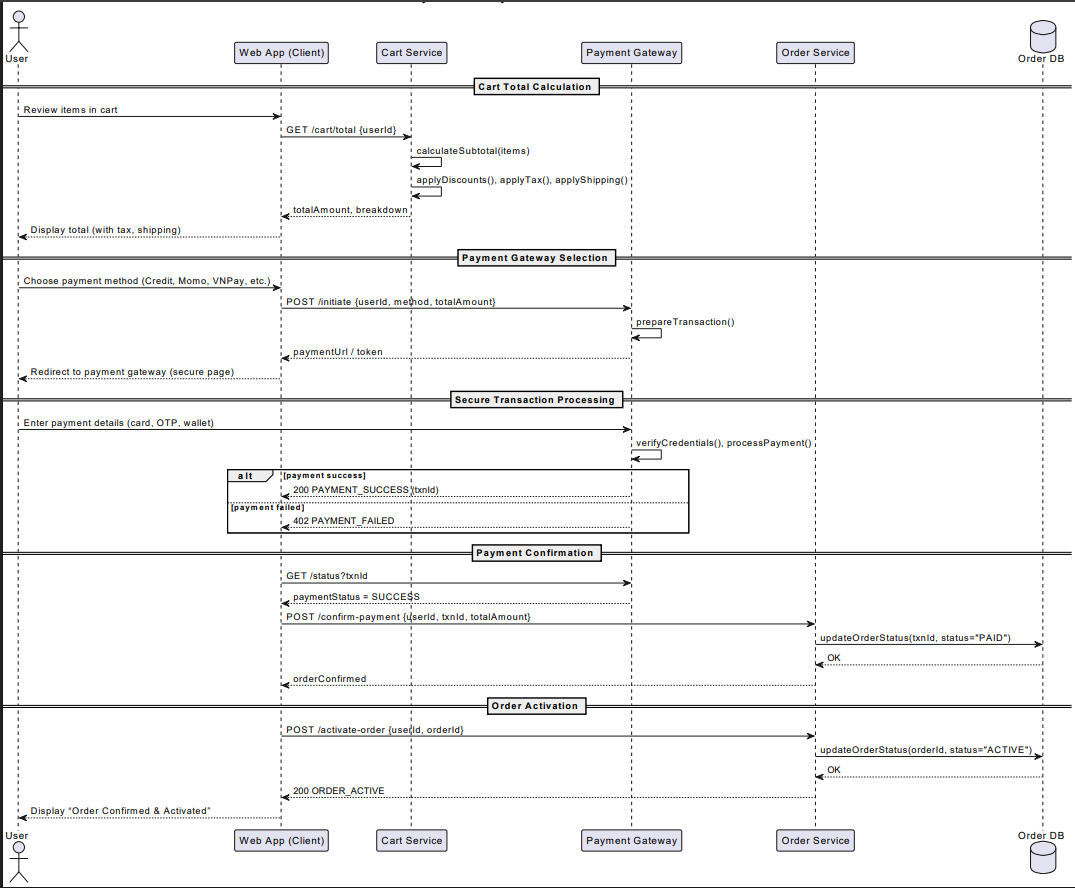 User
Web App (Client)
Cart Service
Payment Gateway
Order Service
Order DB
Cart Total Calculation
Review items in cart
GET /cart/total {userId}
calculateSubtotal(items)
applyDiscounts(), applyTax(), applyShipping()
totalAmount, breakdown
Display total (with tax, shipping)
Payment Gateway Selection
Choose payment method (Credit, Momo, VNPay, etc.)
POST /initiate {userId, method, totalAmount}
prepareTransaction()
paymentUrl / token
Redirect to payment gateway (secure page)
Secure Transaction Processing
Enter payment details (card, OTP, wallet)
verifyCredentials(), processPayment()
alt
[payment success]
200 PAYMENT_SUCCESS (txnId)
[payment failed]
402 PAYMENT_FAILED
Payment Confirmation
GET /status?txnId
paymentStatus = SUCCESS
POST /confirm-payment {userId, txnId, totalAmount}
updateOrderStatus(txnId, status="PAID")
OK
orderConfirmed
Order Activation
POST /activate-order {userId, orderId}
updateOrderStatus(orderId, status="ACTIVE")
OK
200 ORDER_ACTIVE
Display "Order Confirmed & Activated"
User
Web App (Client)
Cart Service
Payment Gateway
Order Service
Order DB